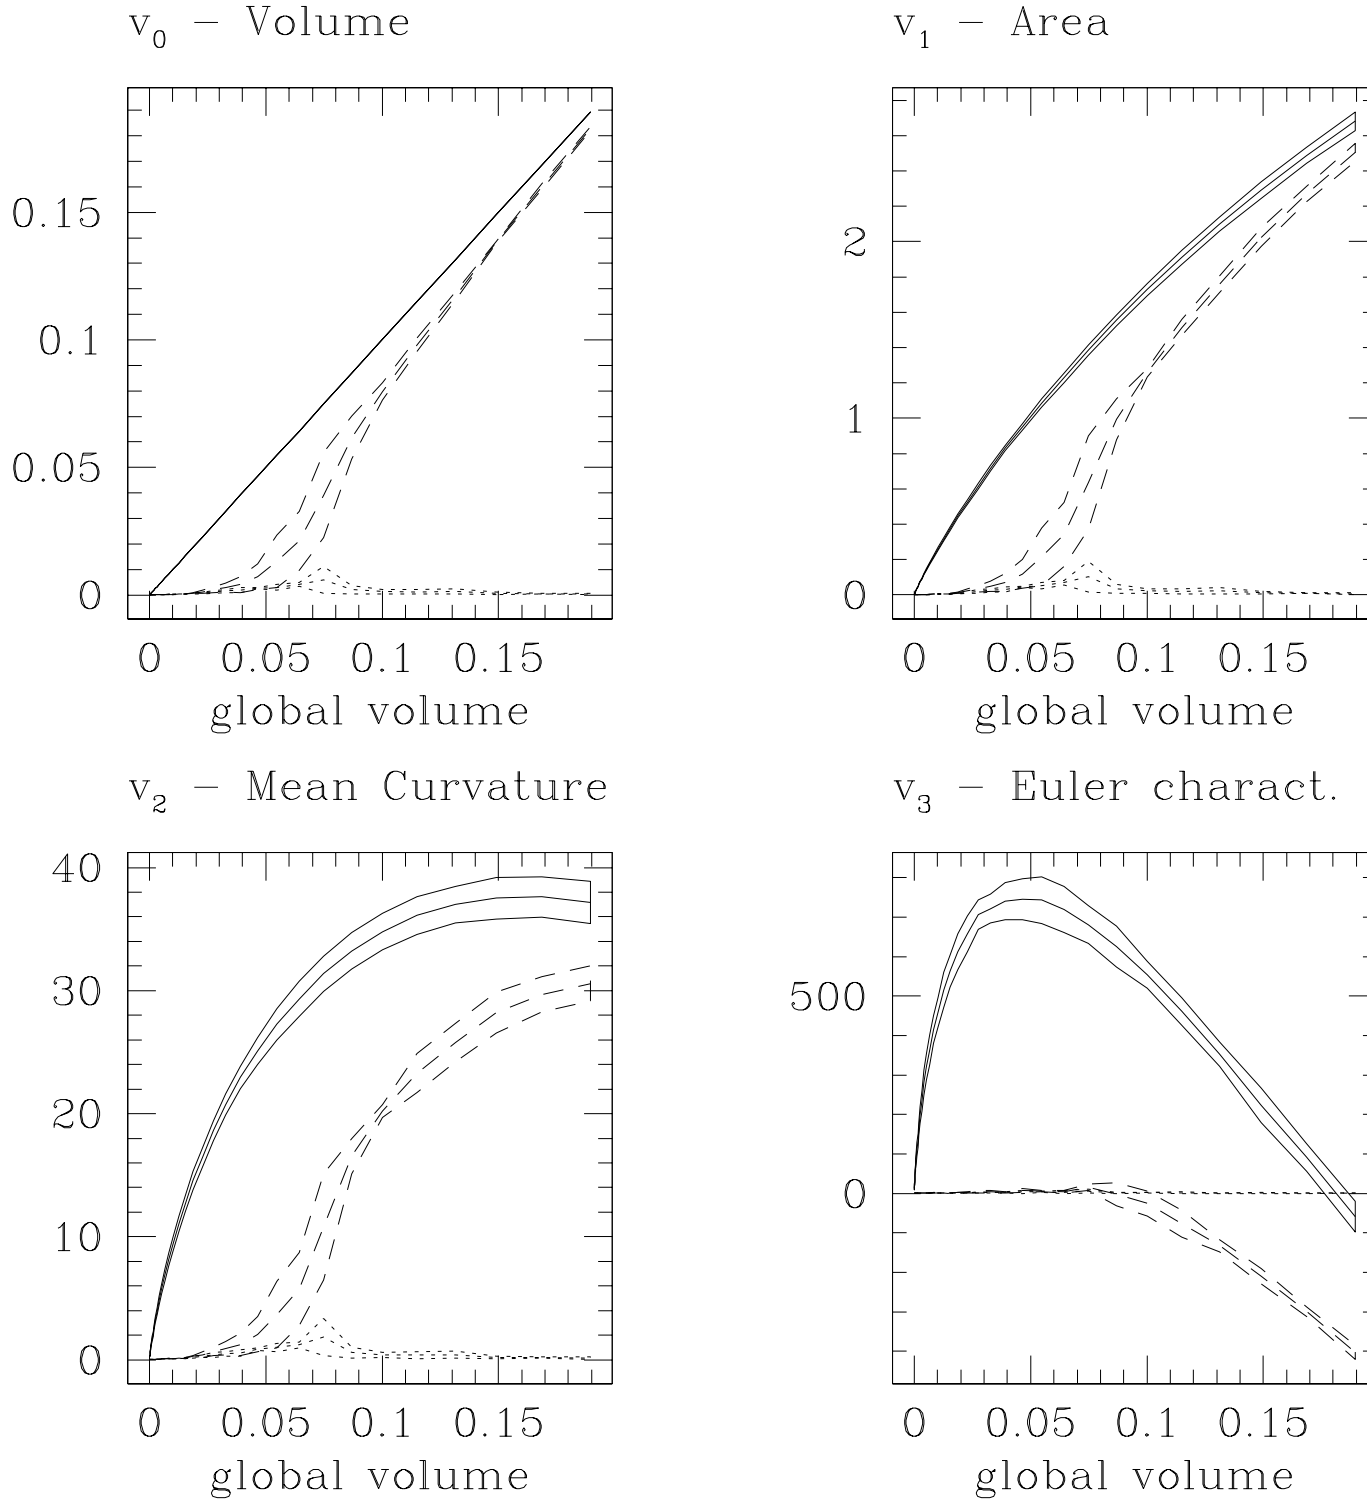 v₀ – Volume
0.15
0.1
0.05
0
0 0.05 0.1 0.15
global volume
v₁ – Area
2
1
0
0 0.05 0.1 0.15
global volume
v₂ – Mean Curvature
40
30
20
10
0
0 0.05 0.1 0.15
global volume
v₃ – Euler charact.
500
0
0 0.05 0.1 0.15
global volume